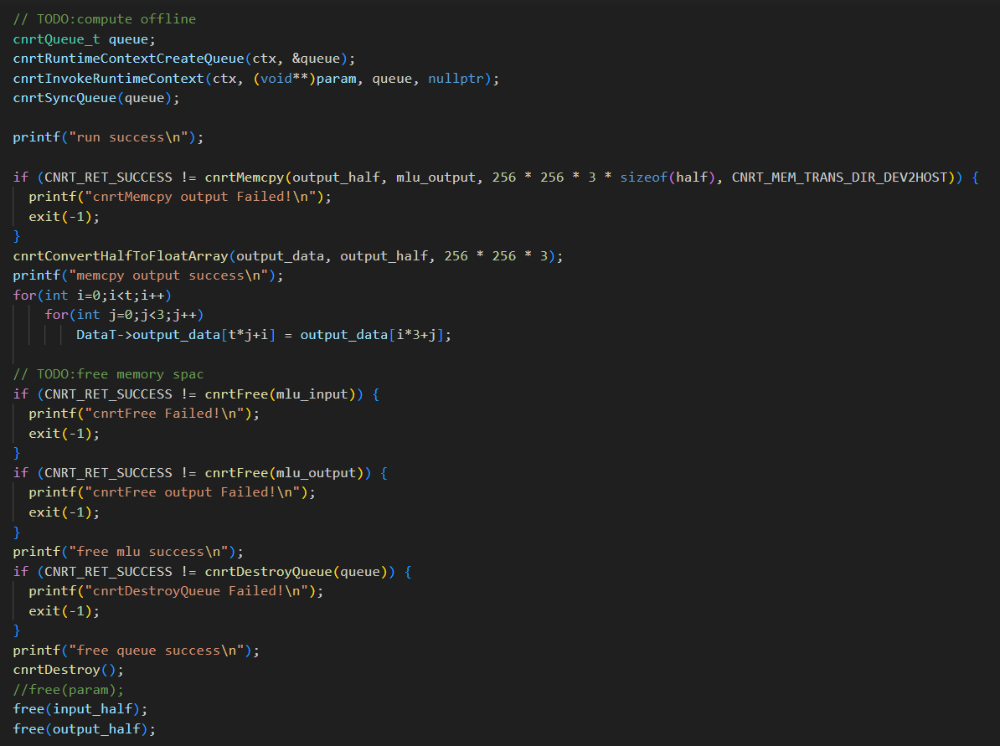 // TODO:compute offline
cnrtQueue_t queue;
cnrtRuntimeContextCreateQueue(ctx, &queue);
cnrtInvokeRuntimeContext(ctx, (void**)param, queue, nullptr);
cnrtSyncQueue(queue);

printf("run success\n");

if (CNRT_RET_SUCCESS != cnrtMemcpy(output_half, mlu_output, 256 * 256 * 3 * sizeof(half), CNRT_MEM_TRANS_DIR_DEV2HOST)) {
  printf("cnrtMemcpy output Failed!\n");
  exit(-1);
}
cnrtConvertHalfToFloatArray(output_data, output_half, 256 * 256 * 3);
printf("memcpy output success\n");
for(int i=0;i<t;i++)
    for(int j=0;j<3;j++)
        DataT->output_data[t*j+i] = output_data[i*3+j];

// TODO:free memory spac
if (CNRT_RET_SUCCESS != cnrtFree(mlu_input)) {
  printf("cnrtFree Failed!\n");
  exit(-1);
}
if (CNRT_RET_SUCCESS != cnrtFree(mlu_output)) {
  printf("cnrtFree output Failed!\n");
  exit(-1);
}
printf("free mlu success\n");
if (CNRT_RET_SUCCESS != cnrtDestroyQueue(queue)) {
  printf("cnrtDestroyQueue Failed!\n");
  exit(-1);
}
printf("free queue success\n");
cnrtDestroy();
//free(param);
free(input_half);
free(output_half);